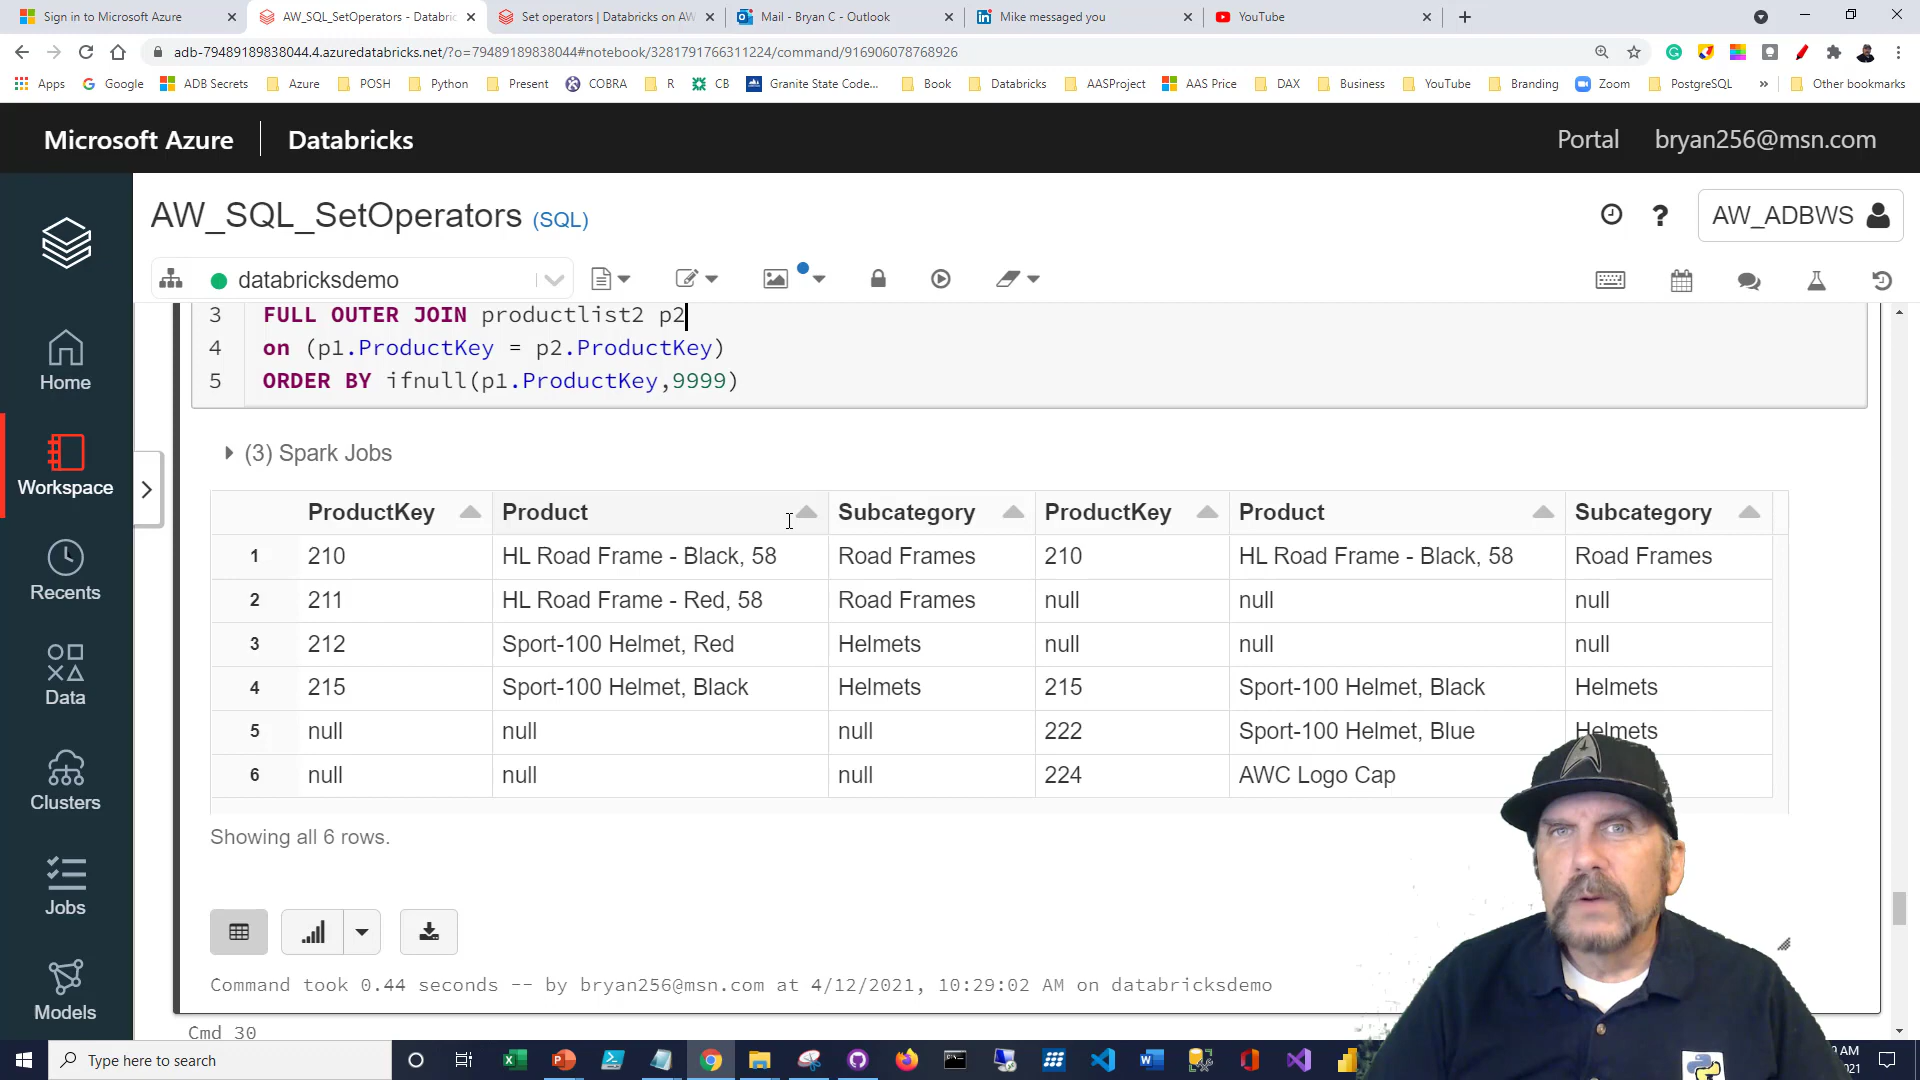 Sign in to Microsoft Azure
AW_SQL_SetOperators - Databric
Set operators | Databricks on AW
Mail - Bryan C - Outlook
Mike messaged you
YouTube
adb-79489189838044.4.azuredatabricks.net/?o=79489189838044#notebook/3281791766311224/command/916906078768926
Apps
Google
ADB Secrets
Azure
POSH
Python
Present
COBRA
R
CB
Granite State Code...
Book
Databricks
AASProject
AAS Price
DAX
Business
YouTube
Branding
Zoom
PostgreSQL
Other bookmarks
Microsoft Azure
Databricks
Portal
bryan256@msn.com
AW_SQL_SetOperators (SQL)
AW_ADBWS
databricksdemo
Home
Workspace
Recents
Data
Clusters
Jobs
Models
3 FULL OUTER JOIN productlist2 p2
4 on (p1.ProductKey = p2.ProductKey)
5 ORDER BY ifnull(p1.ProductKey,9999)
(3) Spark Jobs
ProductKey Product Subcategory ProductKey Product Subcategory
1 210 HL Road Frame - Black, 58 Road Frames 210 HL Road Frame - Black, 58 Road Frames
2 211 HL Road Frame - Red, 58 Road Frames null null null
3 212 Sport-100 Helmet, Red Helmets null null null
4 215 Sport-100 Helmet, Black Helmets 215 Sport-100 Helmet, Black Helmets
5 null null null 222 Sport-100 Helmet, Blue Helmets
6 null null null 224 AWC Logo Cap
Showing all 6 rows.
Command took 0.44 seconds -- by bryan256@msn.com at 4/12/2021, 10:29:02 AM on databricksdemo
Cmd 30
Type here to search
AM